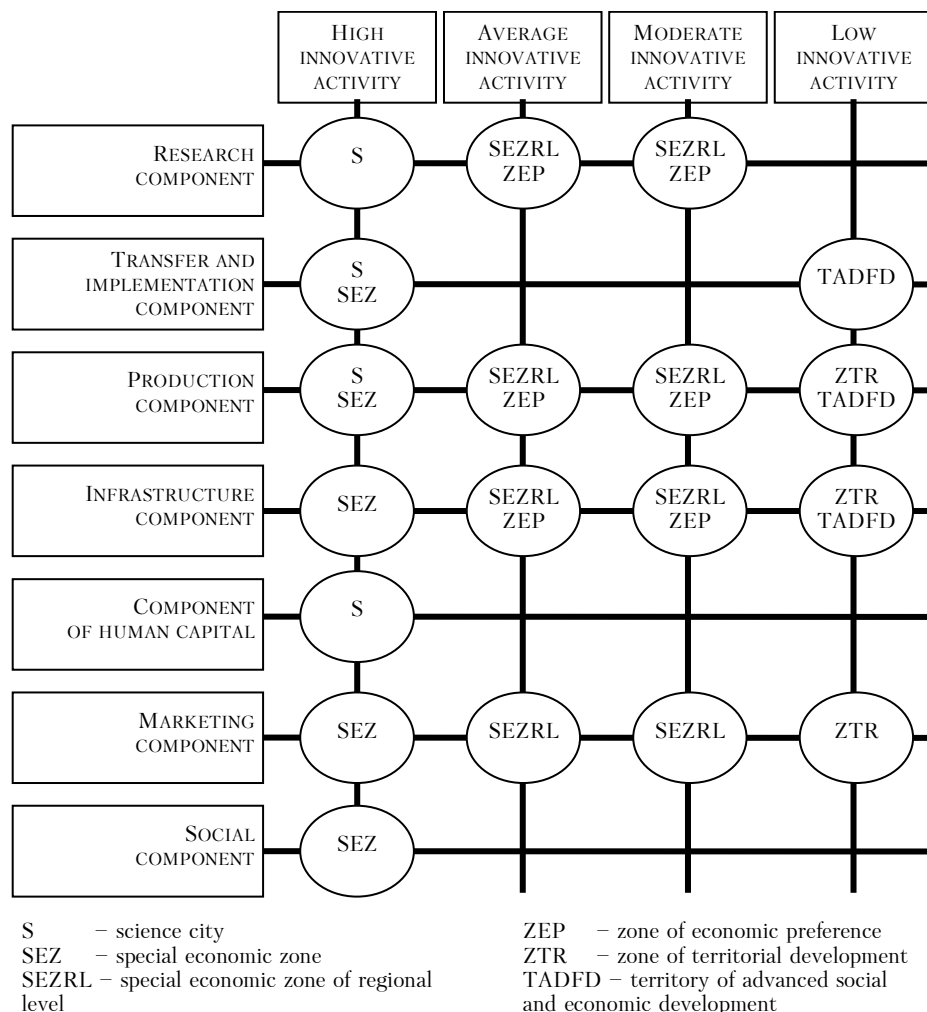 HIGH
INNOVATIVE
ACTIVITY
AVERAGE
INNOVATIVE
ACTIVITY
MODERATE
INNOVATIVE
ACTIVITY
LOW
INNOVATIVE
ACTIVITY
RESEARCH
COMPONENT
S
SEZRL
ZEP
SEZRL
ZEP
TRANSFER AND
IMPLEMENTATION
COMPONENT
S
SEZ
TADFD
PRODUCTION
COMPONENT
S
SEZ
SEZRL
ZEP
SEZRL
ZEP
ZTR
TADFD
INFRASTRUCTURE
COMPONENT
SEZ
SEZRL
ZEP
SEZRL
ZEP
ZTR
TADFD
COMPONENT
OF HUMAN CAPITAL
S
MARKETING
COMPONENT
SEZ
SEZRL
SEZRL
ZTR
SOCIAL
COMPONENT
SEZ
S – science city
SEZ – special economic zone
SEZRL – special economic zone of regional
level
ZEP – zone of economic preference
ZTR – zone of territorial development
TADFD – territory of advanced social
and economic development